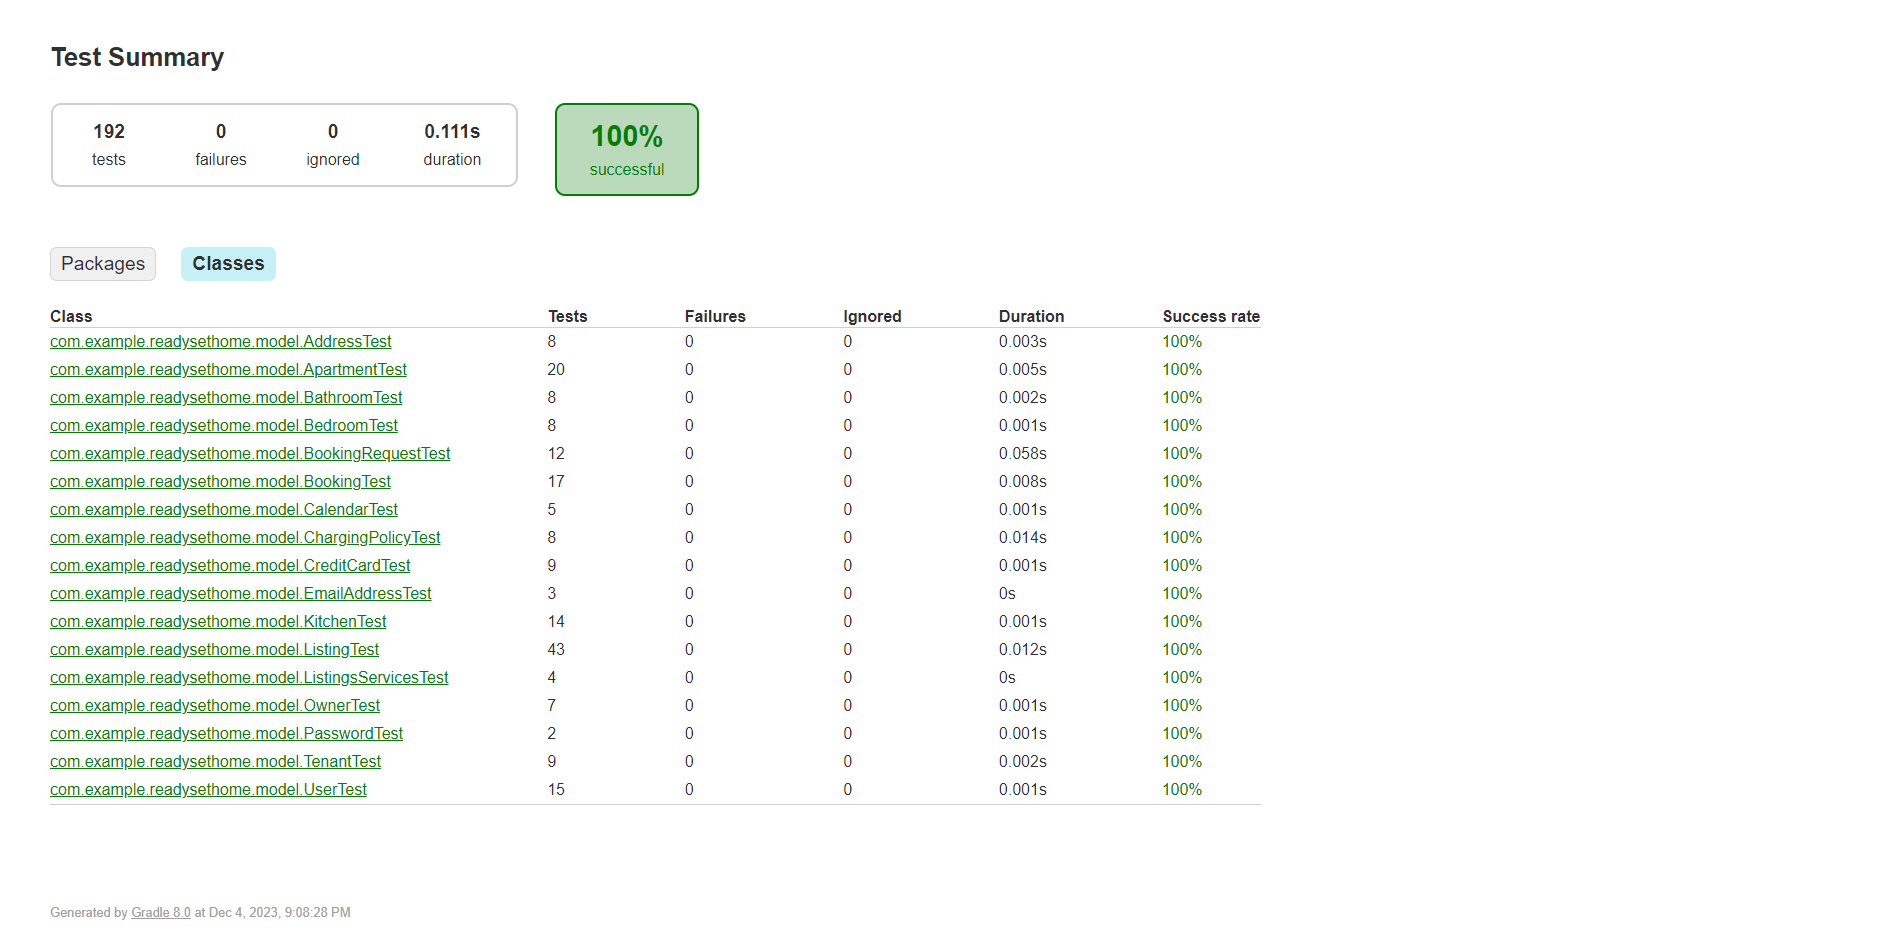 Test Summary
192 0 0 0.111s
tests failures ignored duration
100%
successful
Packages Classes
Class Tests Failures Ignored Duration Success rate
com.example.readysethome.model.AddressTest 8 0 0 0.003s 100%
com.example.readysethome.model.ApartmentTest 20 0 0 0.005s 100%
com.example.readysethome.model.BathroomTest 8 0 0 0.002s 100%
com.example.readysethome.model.BedroomTest 8 0 0 0.001s 100%
com.example.readysethome.model.BookingRequestTest 12 0 0 0.058s 100%
com.example.readysethome.model.BookingTest 17 0 0 0.008s 100%
com.example.readysethome.model.CalendarTest 5 0 0 0.001s 100%
com.example.readysethome.model.ChargingPolicyTest 8 0 0 0.014s 100%
com.example.readysethome.model.CreditCardTest 9 0 0 0.001s 100%
com.example.readysethome.model.EmailAddressTest 3 0 0 0s 100%
com.example.readysethome.model.KitchenTest 14 0 0 0.001s 100%
com.example.readysethome.model.ListingTest 43 0 0 0.012s 100%
com.example.readysethome.model.ListingsServicesTest 4 0 0 0s 100%
com.example.readysethome.model.OwnerTest 7 0 0 0.001s 100%
com.example.readysethome.model.PasswordTest 2 0 0 0.001s 100%
com.example.readysethome.model.TenantTest 9 0 0 0.002s 100%
com.example.readysethome.model.UserTest 15 0 0 0.001s 100%
Generated by Gradle 8.0 at Dec 4, 2023, 9:08:28 PM